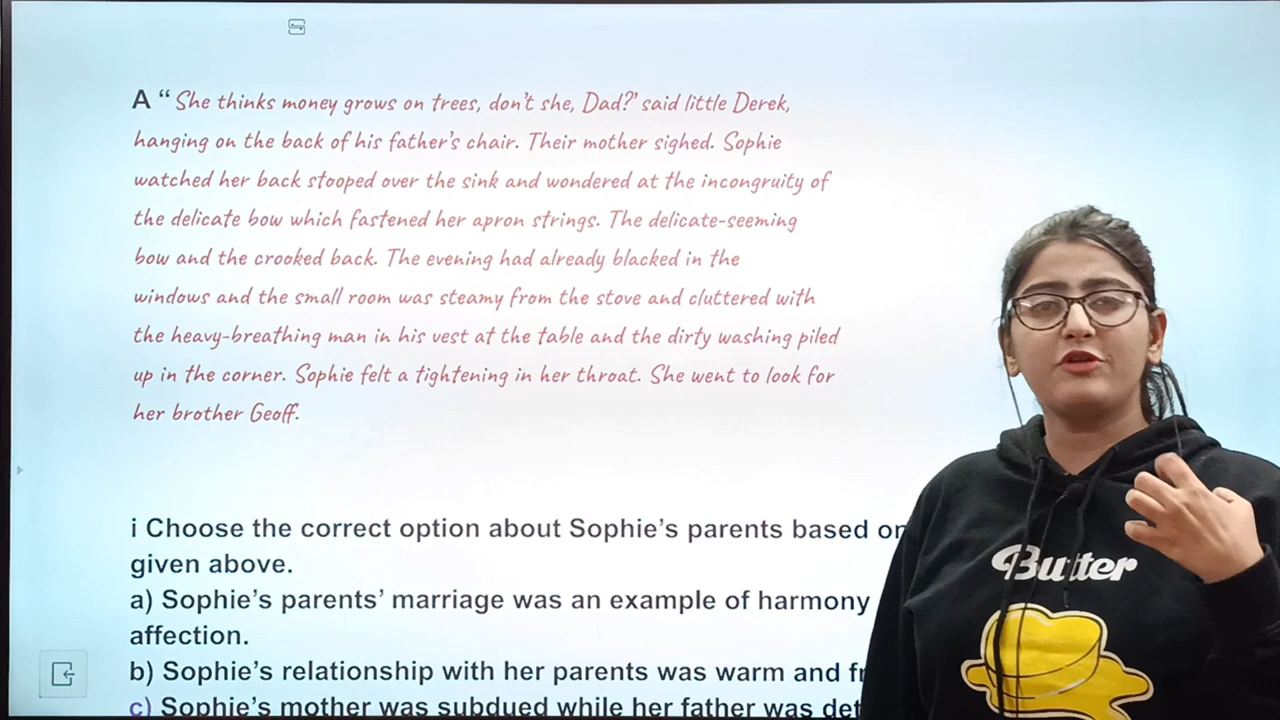 A “ She thinks money grows on trees, don’t she, Dad?’ said little Derek,
hanging on the back of his father’s chair. Their mother sighed. Sophie
watched her back stooped over the sink and wondered at the incongruity of
the delicate bow which fastened her apron strings. The delicate-seeming
bow and the crooked back. The evening had already blacked in the
windows and the small room was steamy from the stove and cluttered with
the heavy-breathing man in his vest at the table and the dirty washing piled
up in the corner. Sophie felt a tightening in her throat. She went to look for
her brother Geoff.
i Choose the correct option about Sophie’s parents based on
given above.
a) Sophie’s parents’ marriage was an example of harmony
affection.
b) Sophie’s relationship with her parents was warm and
c) Sophie’s mother was subdued while her father was
Butter